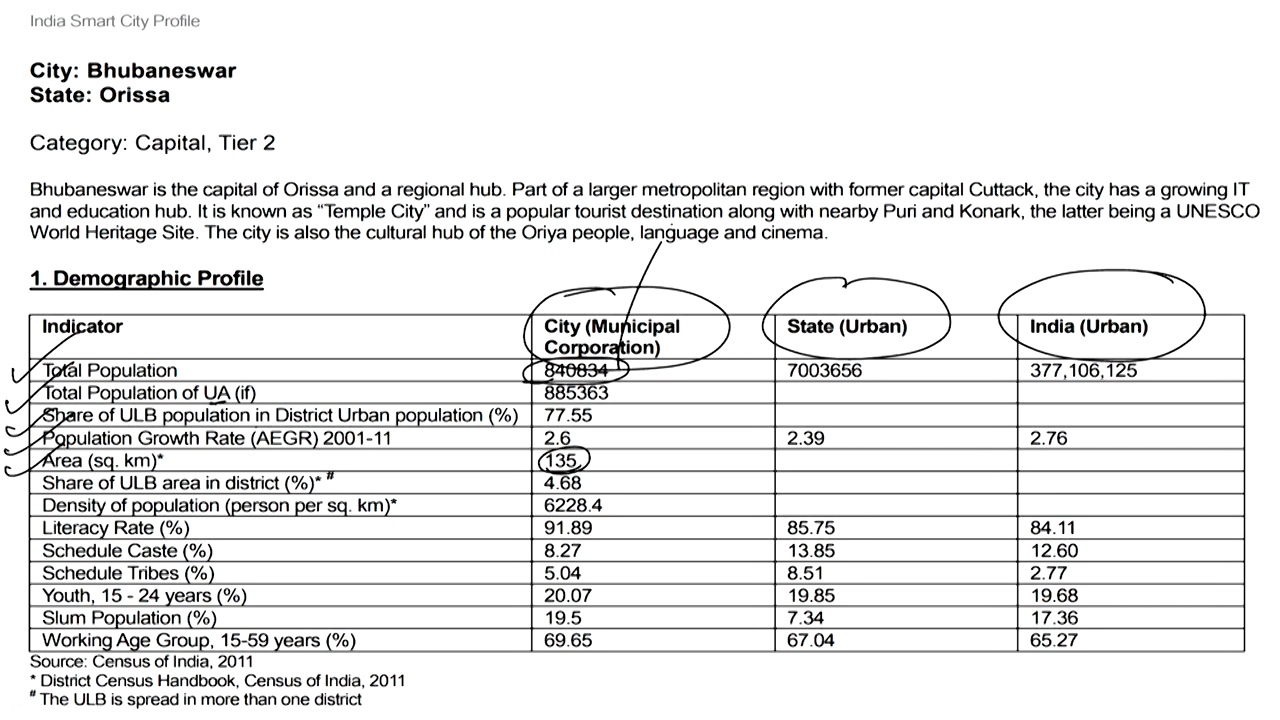 India Smart City Profile
City: Bhubaneswar
State: Orissa
Category: Capital, Tier 2
Bhubaneswar is the capital of Orissa and a regional hub. Part of a larger metropolitan region with former capital Cuttack, the city has a growing IT
and education hub. It is known as “Temple City” and is a popular tourist destination along with nearby Puri and Konark, the latter being a UNESCO
World Heritage Site. The city is also the cultural hub of the Oriya people, language and cinema.
1. Demographic Profile
Indicator City (Municipal Corporation) State (Urban) India (Urban)
Total Population 840834 7003656 377,106,125
Total Population of UA (if) 885363
Share of ULB population in District Urban population (%) 77.55
Population Growth Rate (AEGR) 2001-11 2.6 2.39 2.76
Area (sq. km)* 135
Share of ULB area in district (%)* # 4.68
Density of population (person per sq. km)* 6228.4
Literacy Rate (%) 91.89 85.75 84.11
Schedule Caste (%) 8.27 13.85 12.60
Schedule Tribes (%) 5.04 8.51 2.77
Youth, 15 - 24 years (%) 20.07 19.85 19.68
Slum Population (%) 19.5 7.34 17.36
Working Age Group, 15-59 years (%) 69.65 67.04 65.27
Source: Census of India, 2011
* District Census Handbook, Census of India, 2011
# The ULB is spread in more than one district